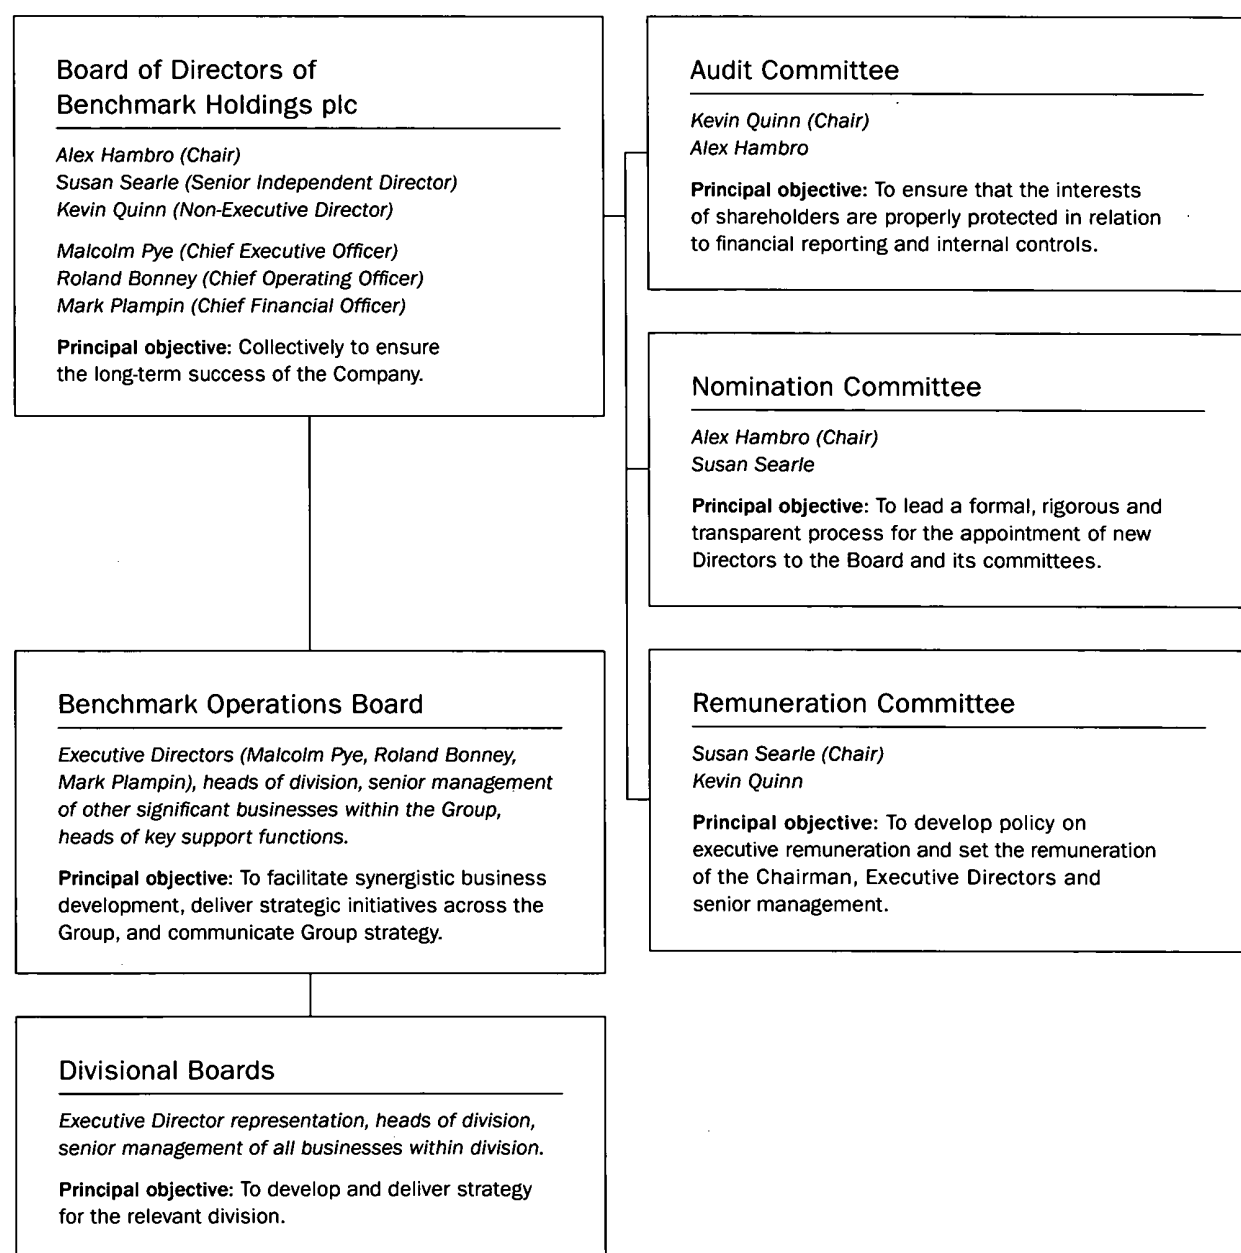 Board of Directors of
Benchmark Holdings plc
Alex Hambro (Chair)
Susan Searle (Senior Independent Director)
Kevin Quinn (Non-Executive Director)
Malcolm Pye (Chief Executive Officer)
Roland Bonney (Chief Operating Officer)
Mark Plampin (Chief Financial Officer)
Principal objective: Collectively to ensure
the long-term success of the Company.
Audit Committee
Kevin Quinn (Chair)
Alex Hambro
Principal objective: To ensure that the interests
of shareholders are properly protected in relation
to financial reporting and internal controls.
Nomination Committee
Alex Hambro (Chair)
Susan Searle
Principal objective: To lead a formal, rigorous and
transparent process for the appointment of new
Directors to the Board and its committees.
Benchmark Operations Board
Executive Directors (Malcolm Pye, Roland Bonney,
Mark Plampin), heads of division, senior management
of other significant businesses within the Group,
heads of key support functions.
Principal objective: To facilitate synergistic business
development, deliver strategic initiatives across the
Group, and communicate Group strategy.
Remuneration Committee
Susan Searle (Chair)
Kevin Quinn
Principal objective: To develop policy on
executive remuneration and set the remuneration
of the Chairman, Executive Directors and
senior management.
Divisional Boards
Executive Director representation, heads of division,
senior management of all businesses within division.
Principal objective: To develop and deliver strategy
for the relevant division.